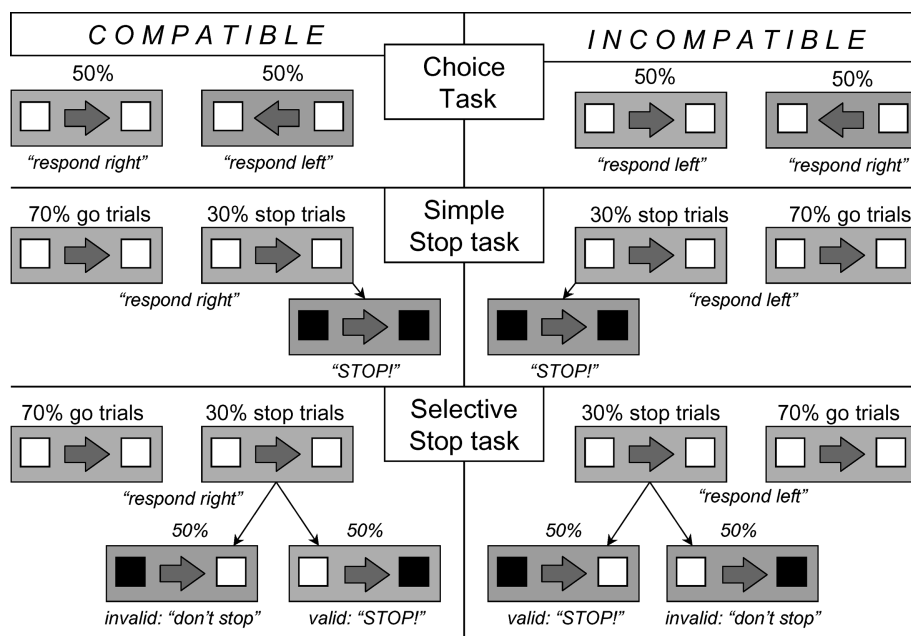 COMPATIBLE
INCOMPATIBLE
Choice
Task
50%
50%
50%
50%
“respond right”
“respond left”
“respond left”
“respond right”
Simple
Stop task
70% go trials
30% stop trials
30% stop trials
70% go trials
“respond right”
“respond left”
“STOP!”
“STOP!”
Selective
Stop task
70% go trials
30% stop trials
30% stop trials
70% go trials
“respond right”
“respond left”
50%
50%
50%
50%
invalid: “don’t stop”
valid: “STOP!”
valid: “STOP!”
invalid: “don’t stop”